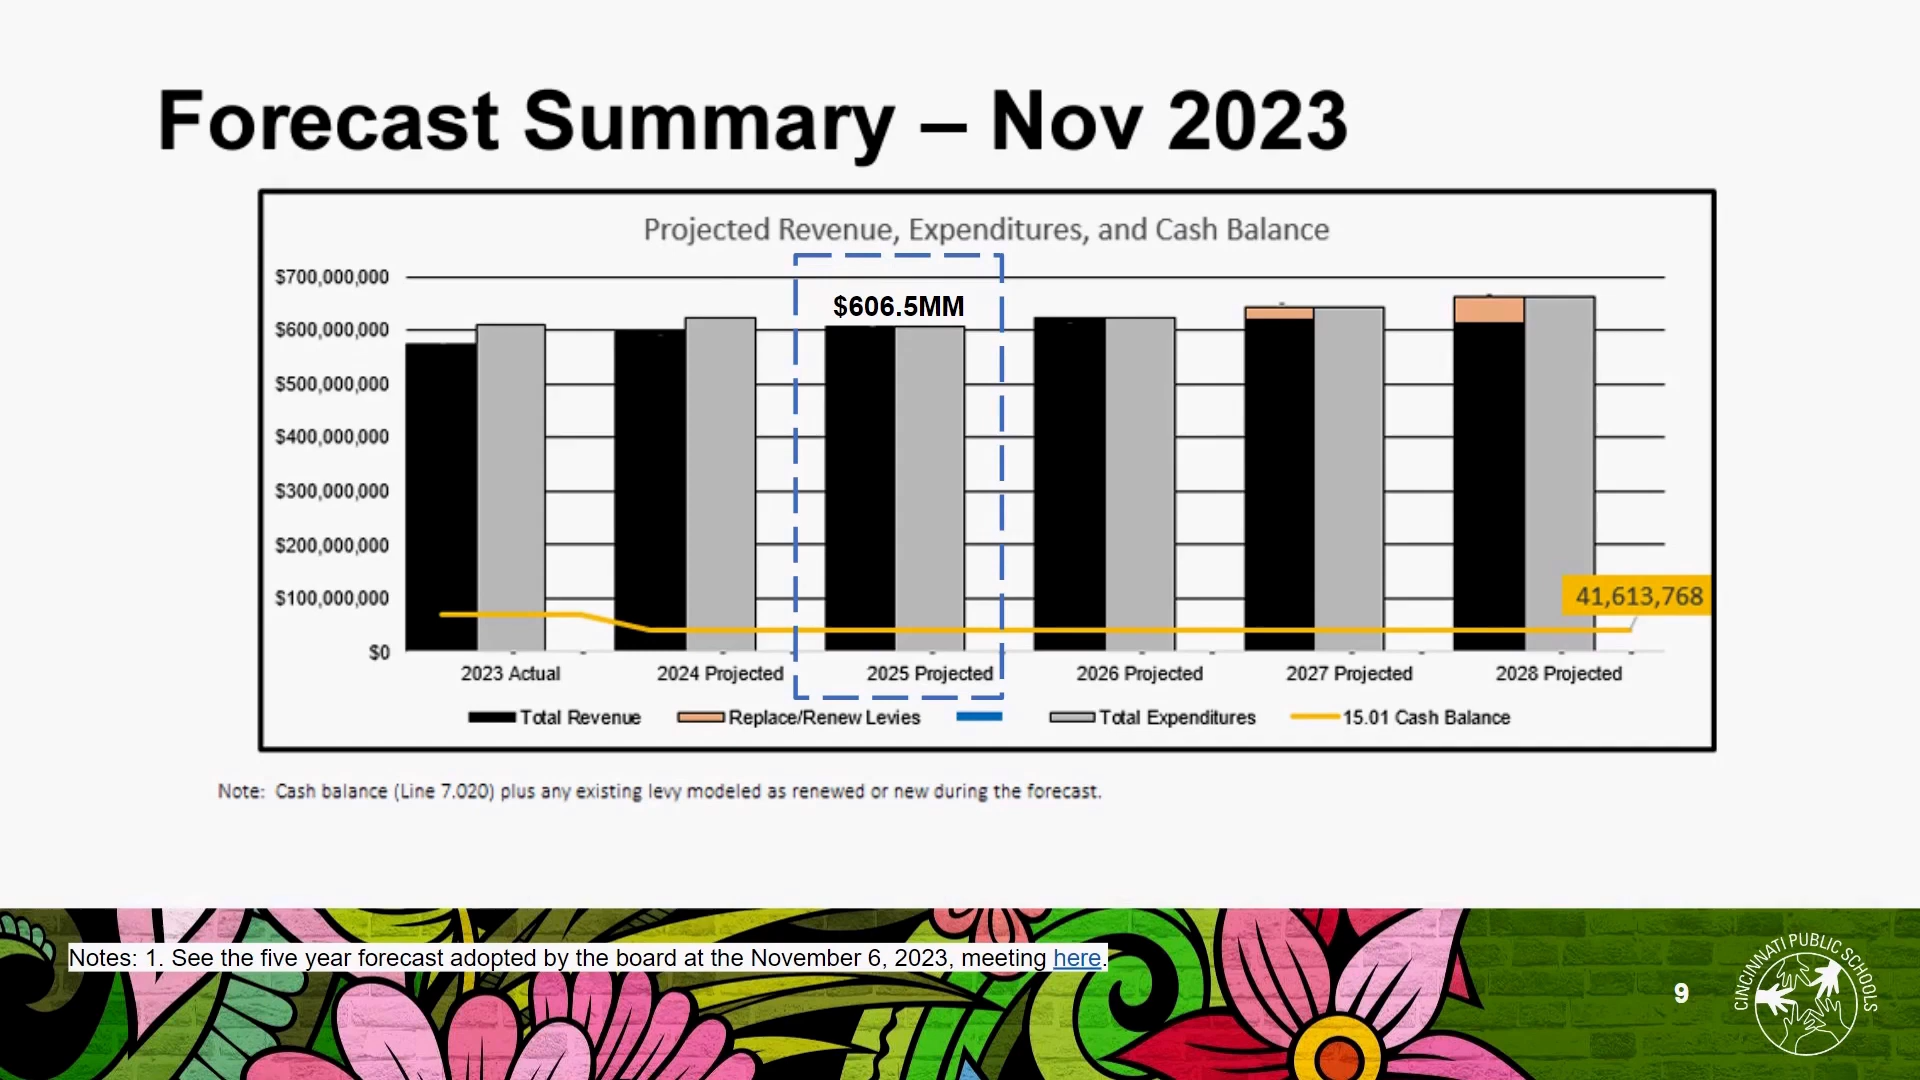 Forecast Summary – Nov 2023
Projected Revenue, Expenditures, and Cash Balance
$700,000,000
$606.5MM
$600,000,000
$500,000,000
$400,000,000
$300,000,000
$200,000,000
$100,000,000
41,613,768
$0
2023 Actual
2024 Projected
2025 Projected
2026 Projected
2027 Projected
2028 Projected
Total Revenue
Replace/Renew Levies
Total Expenditures
15.01 Cash Balance
Note: Cash balance (Line 7.020) plus any existing levy modeled as renewed or new during the forecast.
Notes: 1. See the five year forecast adopted by the board at the November 6, 2023, meeting here.
9
CINCINNATI PUBLIC SCHOOLS